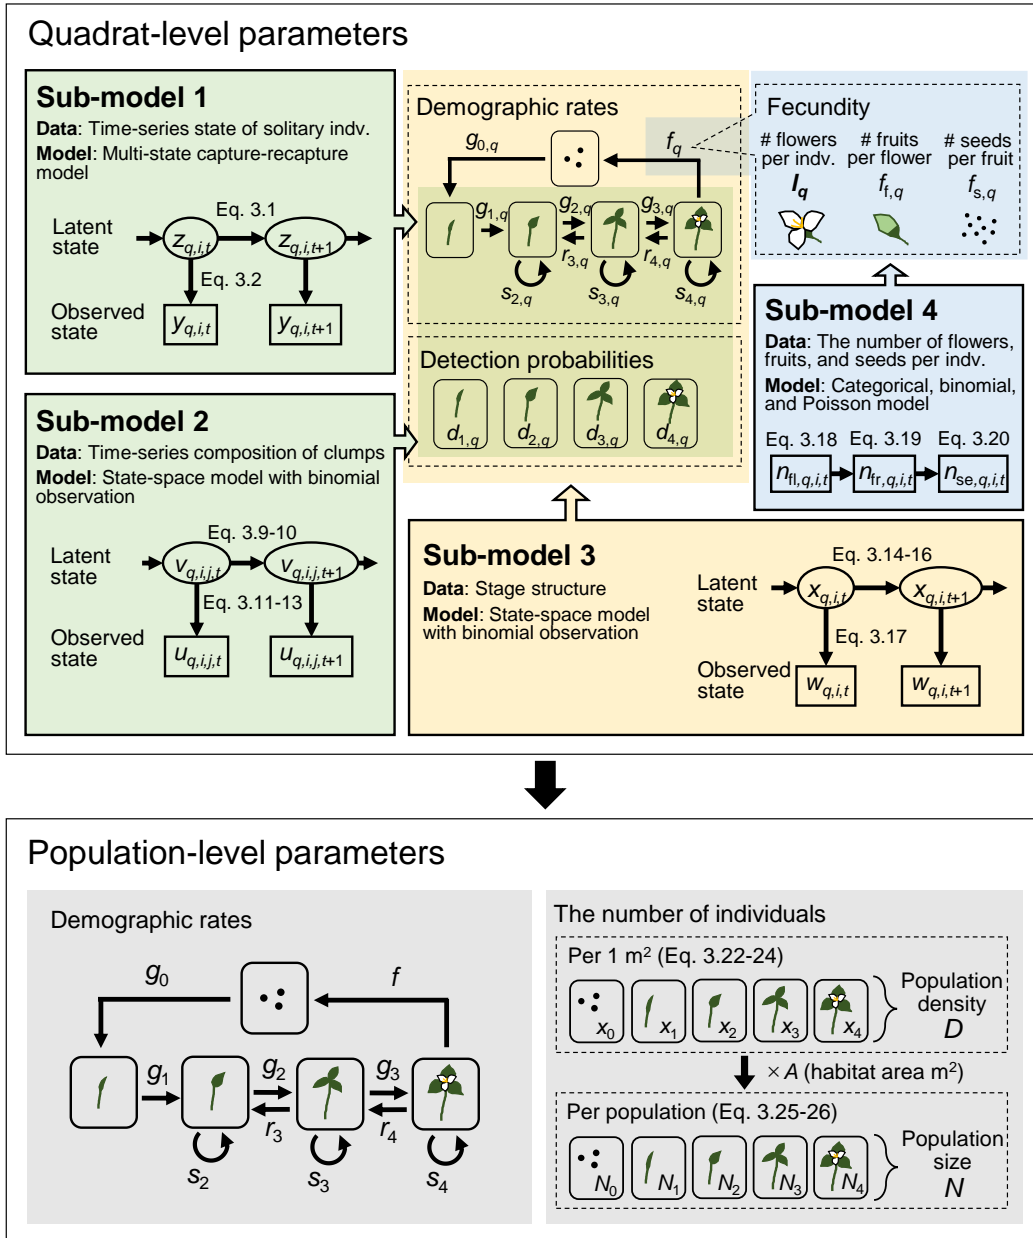 Quadrat-level parameters
Sub-model 1
Data: Time-series state of solitary indv.
Model: Multi-state capture-recapture
model
Latent
state
Eq. 3.1
z_{q,i,t}
z_{q,i,t+1}
Eq. 3.2
Observed
state
y_{q,i,t}
y_{q,i,t+1}
Sub-model 2
Data: Time-series composition of clumps
Model: State-space model with binomial
observation
Eq. 3.9-10
Latent
state
v_{q,i,j,t}
v_{q,i,j,t+1}
Eq. 3.11-13
Observed
state
u_{q,i,j,t}
u_{q,i,j,t+1}
Demographic rates
g_{0,q}
f_q
g_{1,q}
g_{2,q}
g_{3,q}
r_{3,q}
r_{4,q}
s_{2,q}
s_{3,q}
s_{4,q}
Detection probabilities
d_{1,q}
d_{2,q}
d_{3,q}
d_{4,q}
Fecundity
# flowers
per indv.
I_q
# fruits
per flower
f_{f,q}
# seeds
per fruit
f_{s,q}
Sub-model 4
Data: The number of flowers,
fruits, and seeds per indv.
Model: Categorical, binomial,
and Poisson model
Eq. 3.18 Eq. 3.19 Eq. 3.20
n_{fl,q,i,t}
n_{fr,q,i,t}
n_{se,q,i,t}
Sub-model 3
Data: Stage structure
Model: State-space model
with binomial observation
Eq. 3.14-16
Latent
state
x_{q,i,t}
x_{q,i,t+1}
Eq. 3.17
Observed
state
w_{q,i,t}
w_{q,i,t+1}
Population-level parameters
Demographic rates
g_0
f
g_1
g_2
g_3
r_3
r_4
s_2
s_3
s_4
The number of individuals
Per 1 m² (Eq. 3.22-24)
x_0
x_1
x_2
x_3
x_4
Population
density
D
× A (habitat area m²)
Per population (Eq. 3.25-26)
N_0
N_1
N_2
N_3
N_4
Population
size
N